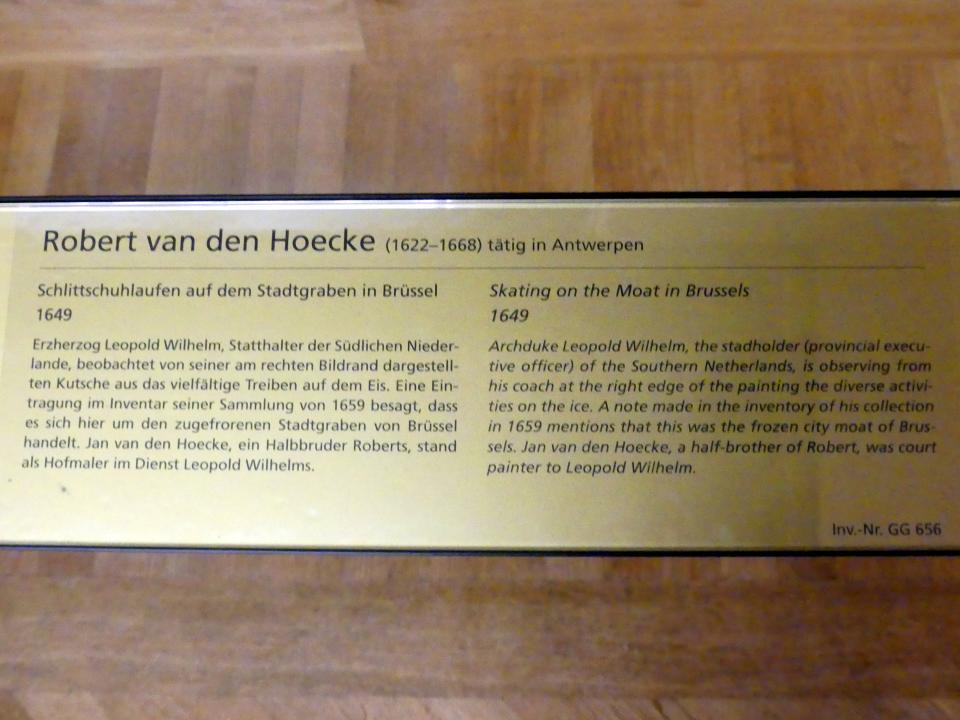 Robert van den Hoecke (1622–1668) tätig in Antwerpen
Schlittschuhlaufen auf dem Stadtgraben in Brüssel
1649
Erzherzog Leopold Wilhelm, Statthalter der Südlichen Nieder-
lande, beobachtet von seiner am rechten Bildrand dargestell-
ten Kutsche aus das vielfältige Treiben auf dem Eis. Eine Ein-
tragung im Inventar seiner Sammlung von 1659 besagt, dass
es sich hier um den zugefrorenen Stadtgraben von Brüssel
handelt. Jan van den Hoecke, ein Halbbruder Roberts, stand
als Hofmaler im Dienst Leopold Wilhelms.
Skating on the Moat in Brussels
1649
Archduke Leopold Wilhelm, the stadholder (provincial execu-
tive officer) of the Southern Netherlands, is observing from
his coach at the right edge of the painting the diverse activi-
ties on the ice. A note made in the inventory of his collection
in 1659 mentions that this was the frozen city moat of Brus-
sels. Jan van den Hoecke, a half-brother of Robert, was court
painter to Leopold Wilhelm.
Inv.-Nr. GG 656